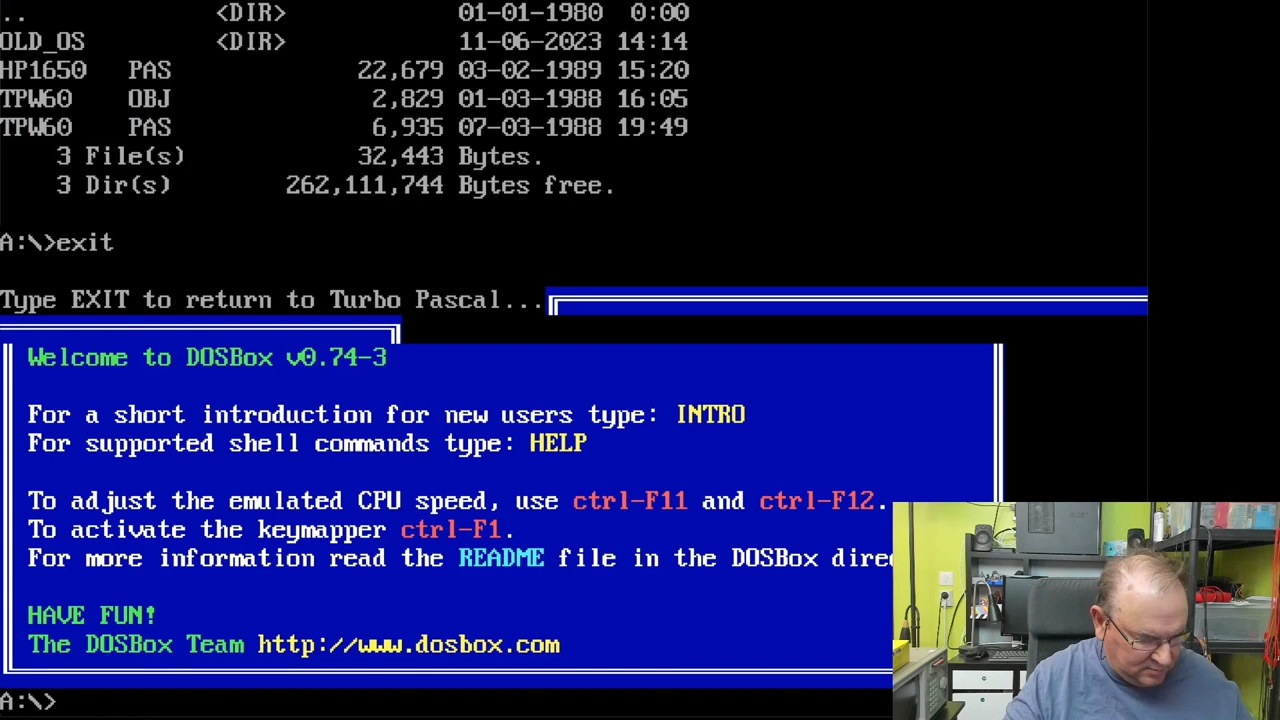 .. <DIR> 01-01-1980 0:00
OLD_OS <DIR> 11-06-2023 14:14
HP1650 PAS 22,679 03-02-1989 15:20
TPW60 OBJ 2,829 01-03-1988 16:05
TPW60 PAS 6,935 07-03-1988 19:49
3 File(s) 32,443 Bytes.
3 Dir(s) 262,111,744 Bytes free.
A:\>exit
Type EXIT to return to Turbo Pascal...
Welcome to DOSBox v0.74-3
For a short introduction for new users type: INTRO
For supported shell commands type: HELP
To adjust the emulated CPU speed, use ctrl-F11 and ctrl-F12.
To activate the keymapper ctrl-F1.
For more information read the README file in the DOSBox direc
HAVE FUN!
The DOSBox Team http://www.dosbox.com
A:\>